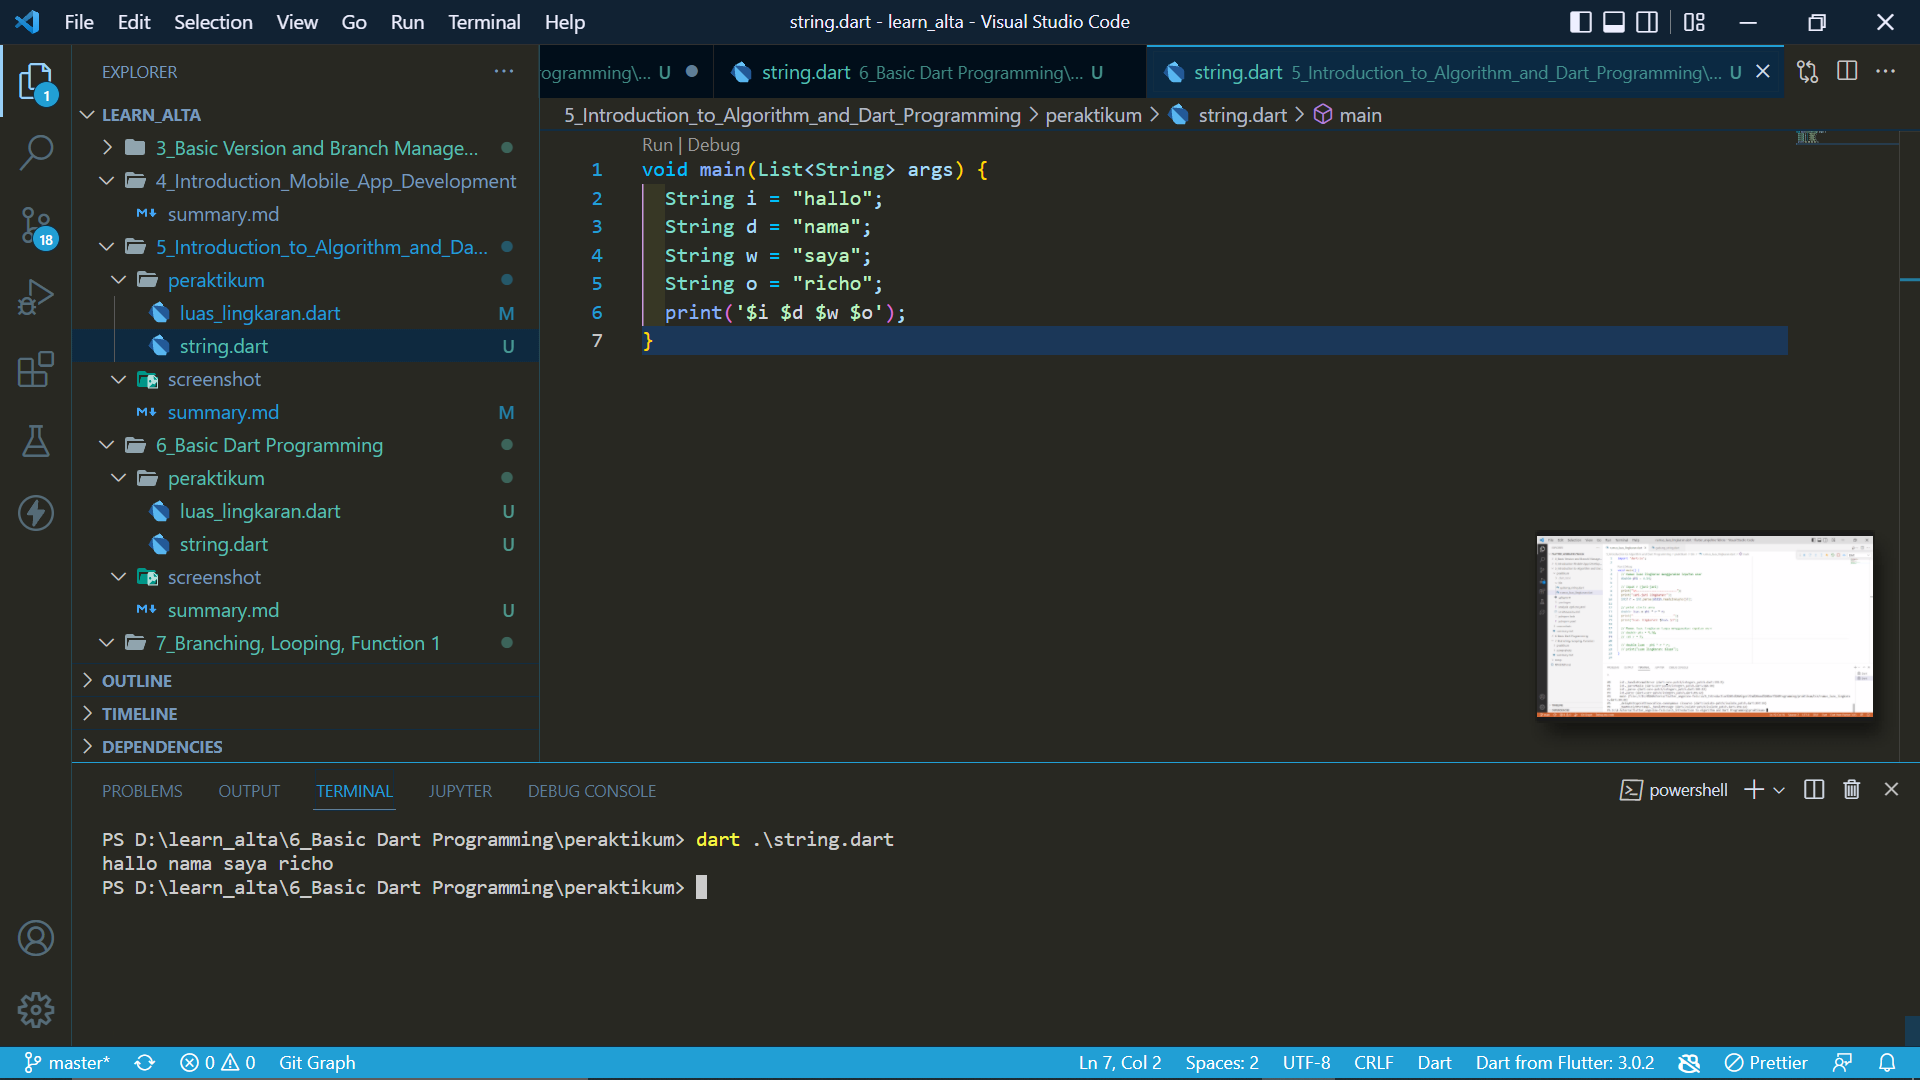 File Edit Selection View Go Run Terminal Help
string.dart - learn_alta - Visual Studio Code
EXPLORER
LEARN_ALTA
3_Basic Version and Branch Manage...
4_Introduction_Mobile_App_Development
summary.md
5_Introduction_to_Algorithm_and_Da...
peraktikum
luas_lingkaran.dart M
string.dart U
screenshot
summary.md M
6_Basic Dart Programming
peraktikum
luas_lingkaran.dart U
string.dart U
screenshot
summary.md U
7_Branching, Looping, Function 1
OUTLINE
TIMELINE
DEPENDENCIES
1
18
ogramming\... U
string.dart 6_Basic Dart Programming\... U
string.dart 5_Introduction_to_Algorithm_and_Dart_Programming\... U
5_Introduction_to_Algorithm_and_Dart_Programming > peraktikum > string.dart > main
Run | Debug
1 void main(List<String> args) {
2 String i = "hallo";
3 String d = "nama";
4 String w = "saya";
5 String o = "richo";
6 print('$i $d $w $o');
7 }
PROBLEMS OUTPUT TERMINAL JUPYTER DEBUG CONSOLE
powershell
PS D:\learn_alta\6_Basic Dart Programming\peraktikum> dart .\string.dart
hallo nama saya richo
PS D:\learn_alta\6_Basic Dart Programming\peraktikum>
master* 0 0 Git Graph
Ln 7, Col 2 Spaces: 2 UTF-8 CRLF Dart Dart from Flutter: 3.0.2 Prettier